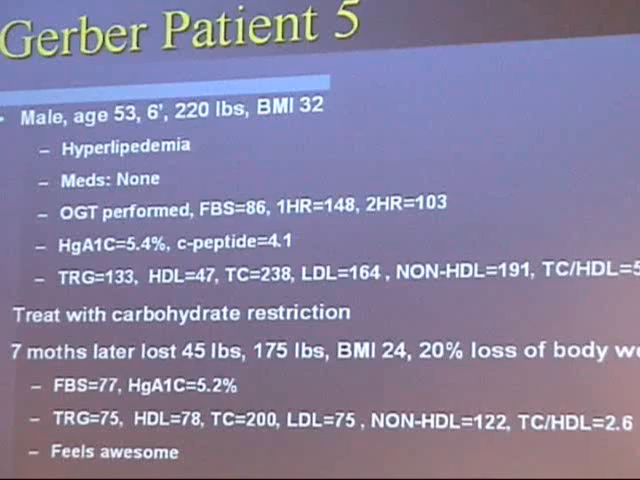 Gerber Patient 5
Male, age 53, 6', 220 lbs, BMI 32
– Hyperlipedemia
– Meds: None
– OGT performed, FBS=86, 1HR=148, 2HR=103
– HgA1C=5.4%, c-peptide=4.1
– TRG=133, HDL=47, TC=238, LDL=164 , NON-HDL=191, TC/HDL=5
Treat with carbohydrate restriction
7 moths later lost 45 lbs, 175 lbs, BMI 24, 20% loss of body we
– FBS=77, HgA1C=5.2%
– TRG=75, HDL=78, TC=200, LDL=75 , NON-HDL=122, TC/HDL=2.6
– Feels awesome